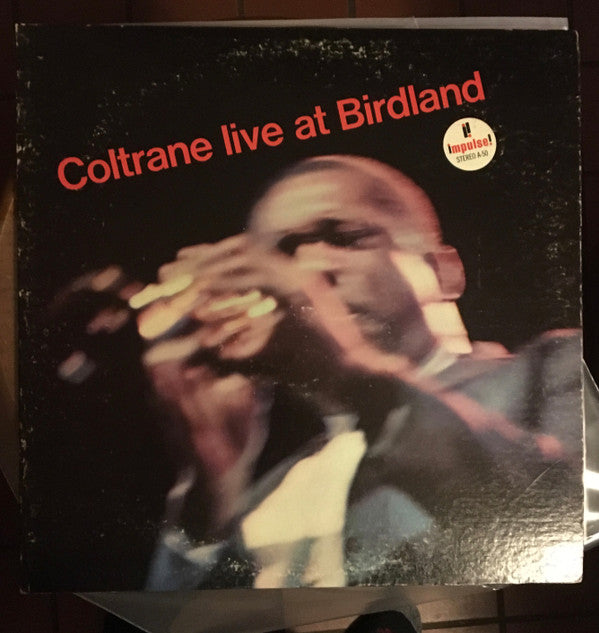 Coltrane live at Birdland
impulse!
STEREO A-50